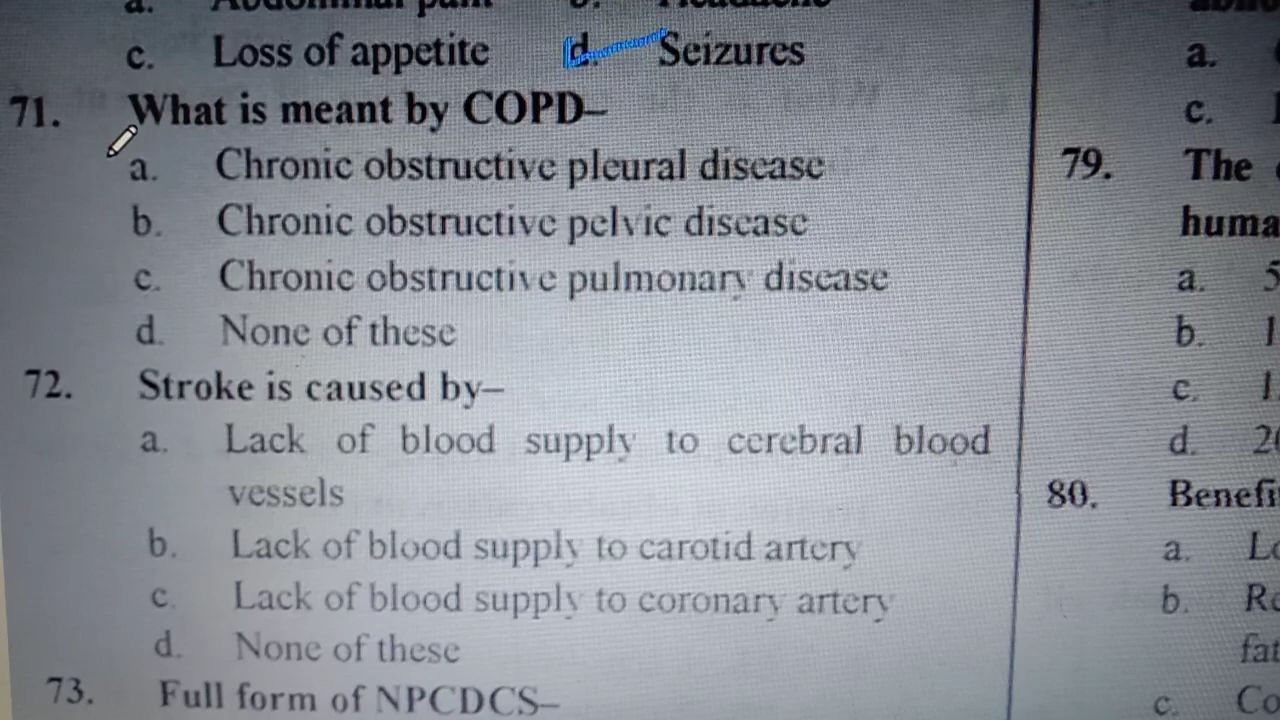 c. Loss of appetite d. Seizures
71. What is meant by COPD–
a. Chronic obstructive pleural disease
b. Chronic obstructive pelvic disease
c. Chronic obstructive pulmonary disease
d. None of these
72. Stroke is caused by–
a. Lack of blood supply to cerebral blood
vessels
b. Lack of blood supply to carotid artery
c. Lack of blood supply to coronary artery
d. None of these
73. Full form of NPCDCS–
a.
c.
79. The
a.
b.
c.
d.
80.
a.
b.
c.